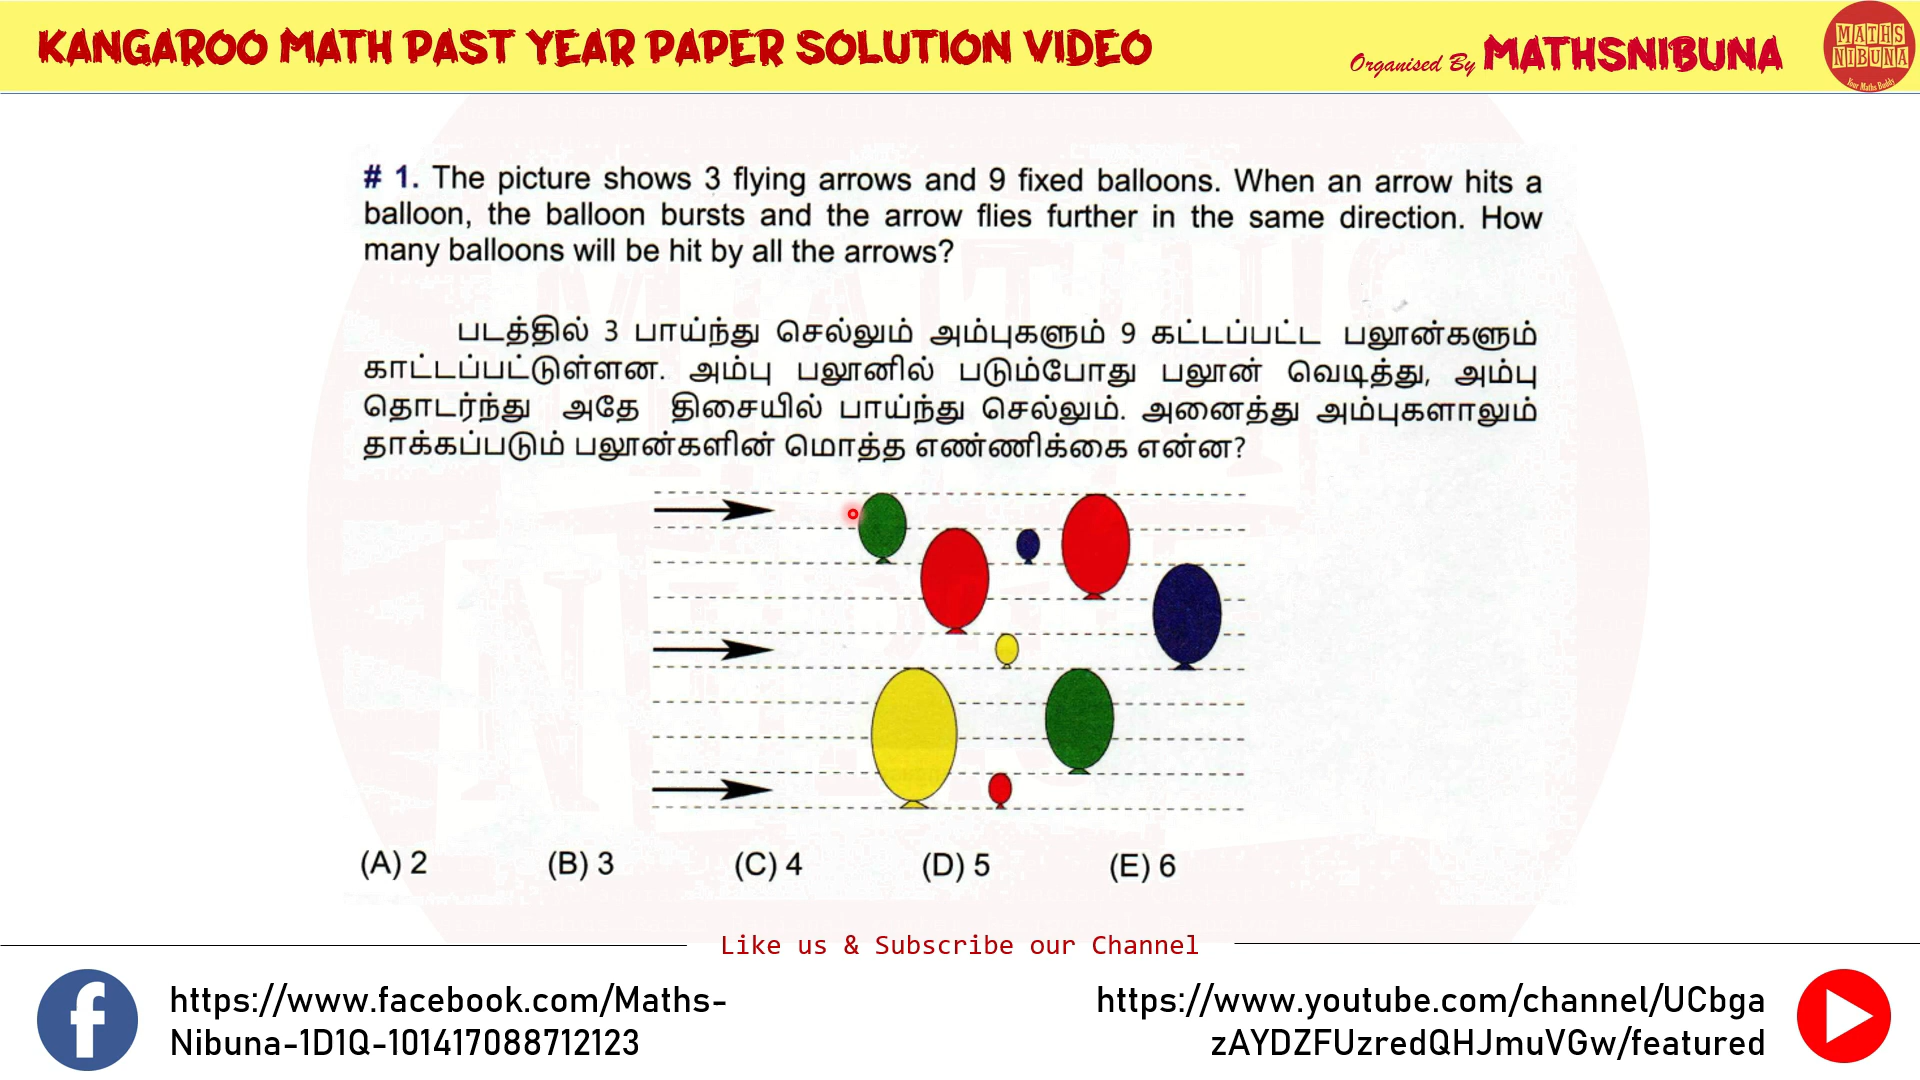 KANGAROO MATH PAST YEAR PAPER SOLUTION VIDEO
Organised By MATHSNIBUNA
MATHS
NIBUNA
Your Maths Buddy
# 1. The picture shows 3 flying arrows and 9 fixed balloons. When an arrow hits a
balloon, the balloon bursts and the arrow flies further in the same direction. How
many balloons will be hit by all the arrows?
படத்தில் 3 பாய்ந்து செல்லும் அம்புகளும் 9 கட்டப்பட்ட பலூன்களும்
காட்டப்பட்டுள்ளன. அம்பு பலூனில் படும்போது பலூன் வெடித்து, அம்பு
தொடர்ந்து அதே திசையில் பாய்ந்து செல்லும். அனைத்து அம்புகளாலும்
தாக்கப்படும் பலூன்களின் மொத்த எண்ணிக்கை என்ன?
(A) 2 (B) 3 (C) 4 (D) 5 (E) 6
Like us & Subscribe our Channel
https://www.facebook.com/Maths-
Nibuna-1D1Q-101417088712123
https://www.youtube.com/channel/UCbga
zAYDZFUzredQHJmuVGw/featured